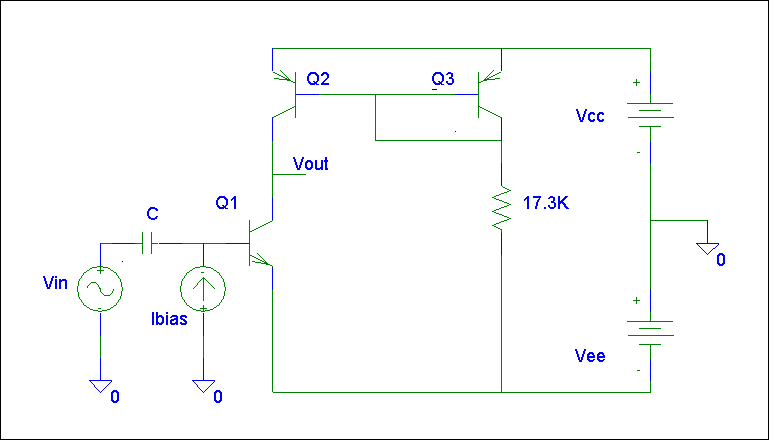 Q2
Q3
+
Vcc
-
Vout
Q1
17.3K
C
0
Vin
+
-
-
+
Ibias
+
Vee
-
0
0